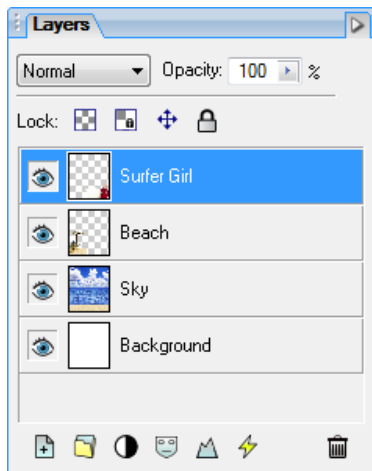 Layers
Normal Opacity: 100 %
Lock:
Surfer Girl
Beach
Sky
Background